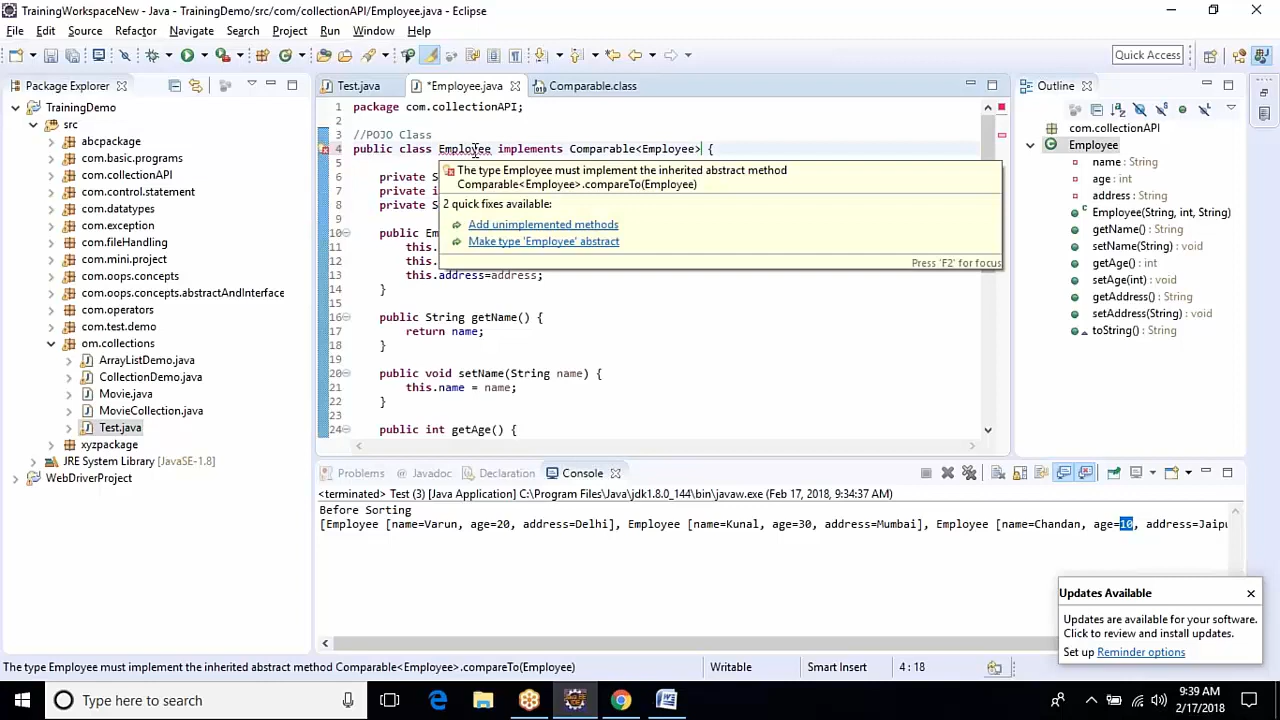 TrainingWorkspaceNew - Java - TrainingDemo/src/com/collectionAPI/Employee.java - Eclipse
File Edit Source Refactor Navigate Search Project Run Window Help
Quick Access
Package Explorer
TrainingDemo
src
abcpackage
com.basic.programs
com.collectionAPI
com.control.statement
com.datatypes
com.exception
com.fileHandling
com.mini.project
com.oops.concepts
com.oops.concepts.abstractAndInterface
com.operators
com.test.demo
om.collections
ArrayListDemo.java
CollectionDemo.java
Movie.java
MovieCollection.java
Test.java
xyzpackage
JRE System Library [JavaSE-1.8]
WebDriverProject
Test.java *Employee.java Comparable.class
1 package com.collectionAPI;
2
3 //POJO Class
4 public class Employee implements Comparable<Employee> {
5
6 private S
7 private i
8 private S
9
10 public Em
11 this.
12 this.
13 this.address=address;
14 }
15
16 public String getName() {
17 return name;
18 }
19
20 public void setName(String name) {
21 this.name = name;
22 }
23
24 public int getAge() {
The type Employee must implement the inherited abstract method
Comparable<Employee>.compareTo(Employee)
2 quick fixes available:
Add unimplemented methods
Make type 'Employee' abstract
Press 'F2' for focus
Outline
com.collectionAPI
Employee
name : String
age : int
address : String
Employee(String, int, String)
getName() : String
setName(String) : void
getAge() : int
setAge(int) : void
getAddress() : String
setAddress(String) : void
toString() : String
Problems @ Javadoc Declaration Console
<terminated> Test (3) [Java Application] C:\Program Files\Java\jdk1.8.0_144\bin\javaw.exe (Feb 17, 2018, 9:34:37 AM)
Before Sorting
[Employee [name=Varun, age=20, address=Delhi], Employee [name=Kunal, age=30, address=Mumbai], Employee [name=Chandan, age=10, address=Jaipu
Updates Available
Updates are available for your software.
Click to review and install updates.
Set up Reminder options
The type Employee must implement the inherited abstract method Comparable<Employee>.compareTo(Employee)
Writable Smart Insert 4 : 18
Type here to search
9:39 AM
2/17/2018